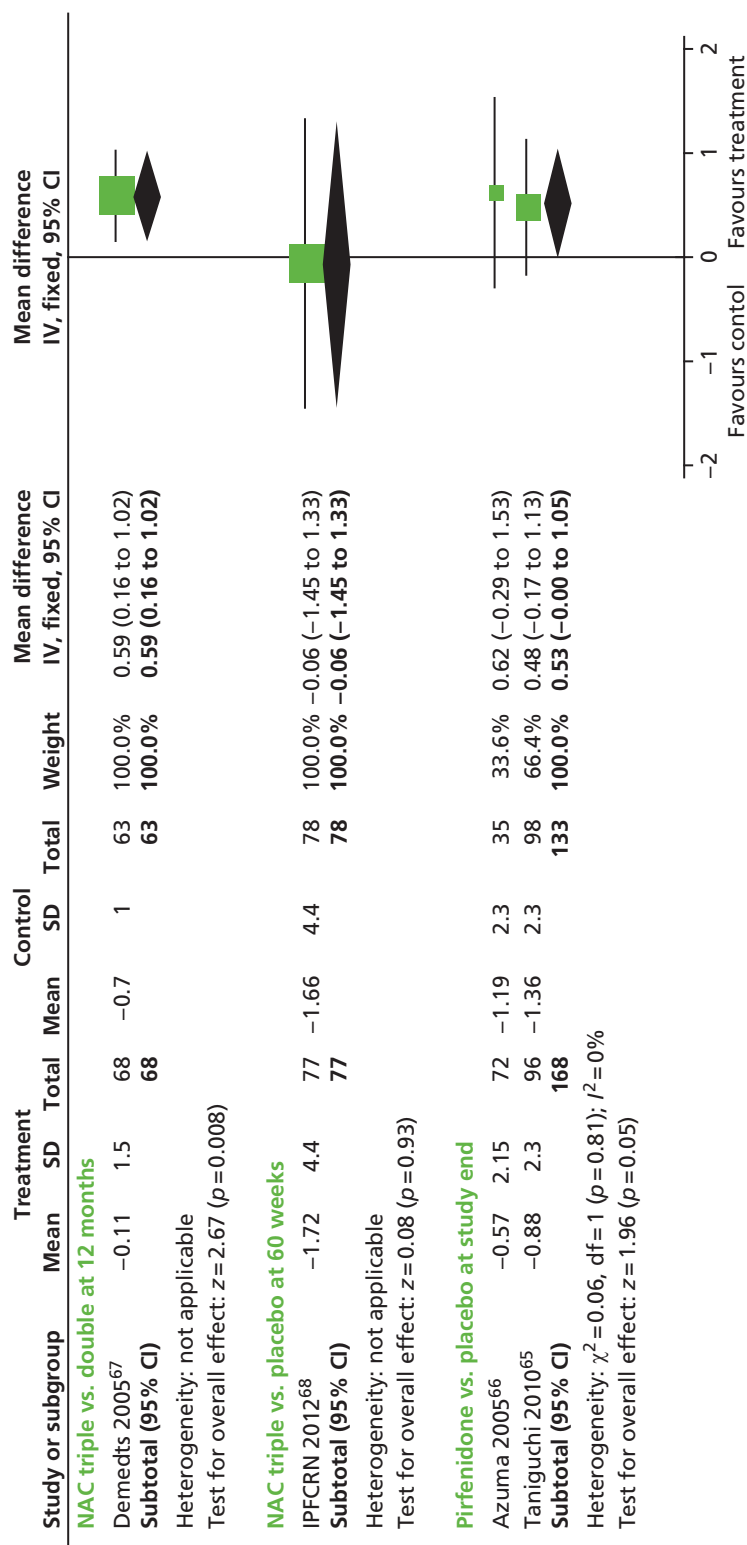 Treatment Control Mean difference Mean difference
Study or subgroup Mean SD Total Mean SD Total Weight IV, fixed, 95% CI IV, fixed, 95% CI
NAC triple vs. double at 12 months
Demedts 2005⁶⁷ −0.11 1.5 68 −0.7 1 63 100.0% 0.59 (0.16 to 1.02)
Subtotal (95% CI) 68 63 100.0% 0.59 (0.16 to 1.02)
Heterogeneity: not applicable
Test for overall effect: z=2.67 (p=0.008)
NAC triple vs. placebo at 60 weeks
IPFCRN 2012⁶⁸ −1.72 4.4 77 −1.66 4.4 78 100.0% −0.06 (−1.45 to 1.33)
Subtotal (95% CI) 77 78 100.0% −0.06 (−1.45 to 1.33)
Heterogeneity: not applicable
Test for overall effect: z=0.08 (p=0.93)
Pirfenidone vs. placebo at study end
Azuma 2005⁶⁶ −0.57 2.15 72 −1.19 2.3 35 33.6% 0.62 (−0.29 to 1.53)
Taniguchi 2010⁶⁵ −0.88 2.3 96 −1.36 2.3 98 66.4% 0.48 (−0.17 to 1.13)
Subtotal (95% CI) 168 133 100.0% 0.53 (−0.00 to 1.05)
Heterogeneity: χ²=0.06, df=1 (p=0.81); I²=0%
Test for overall effect: z=1.96 (p=0.05)
−2 −1 0 1 2
Favours contol Favours treatment